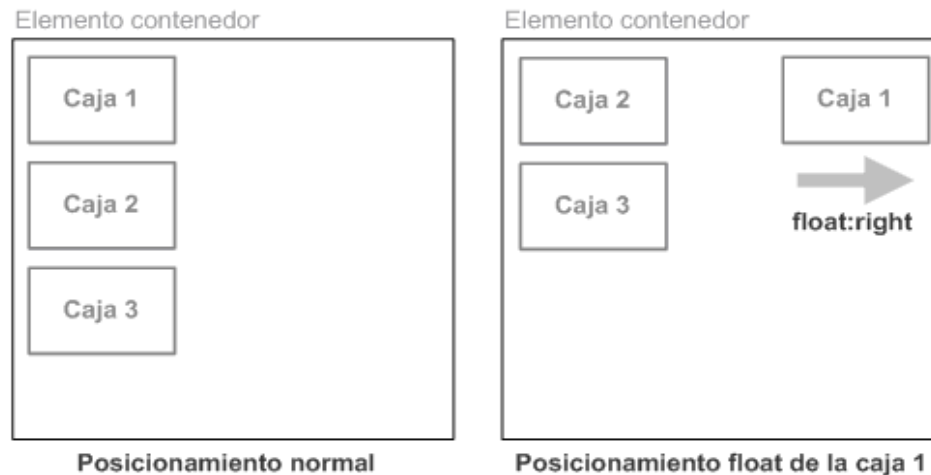 Elemento contenedor
Caja 1
Caja 2
Caja 3
Posicionamiento normal
Elemento contenedor
Caja 2
Caja 1
Caja 3
float:right
Posicionamiento float de la caja 1